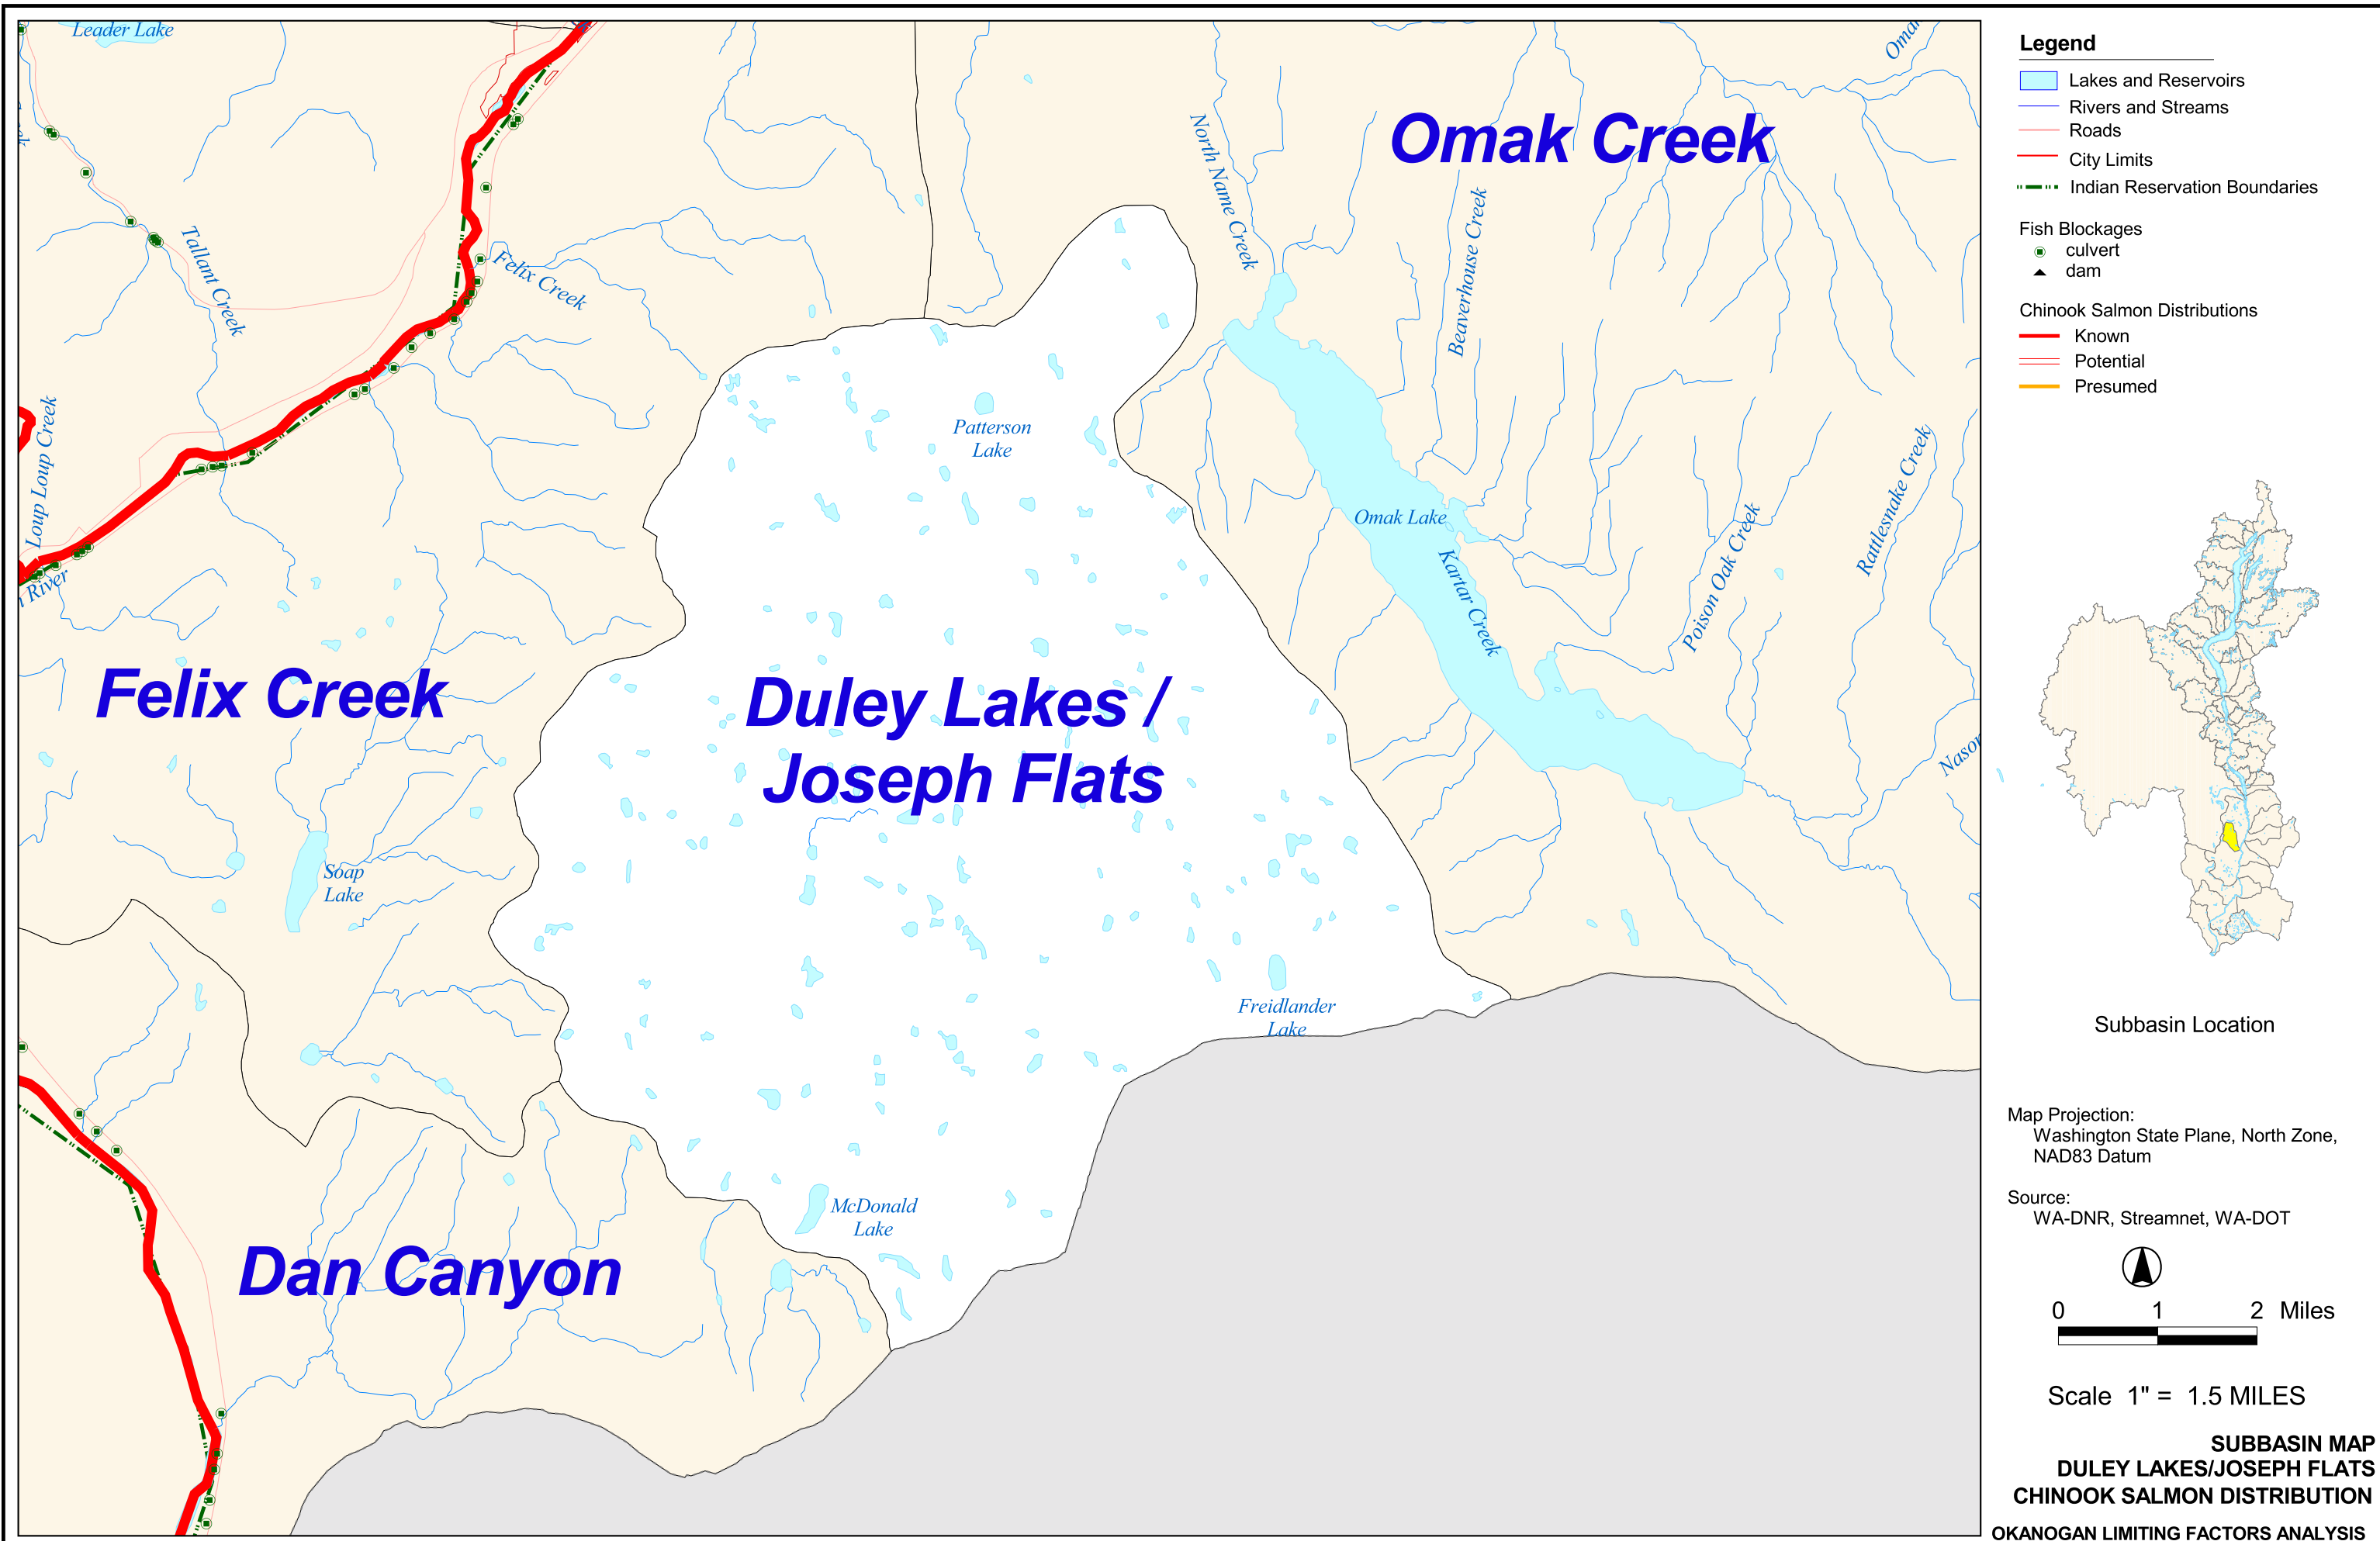 Leader Lake
Omak Creek
North Name Creek
Beaverhouse Creek
Tallant Creek
Felix Creek
Loup Loup Creek
River
Patterson
Lake
Omak Lake
Kartar Creek
Poison Oak Creek
Rattlesnake Creek
Felix Creek
Duley Lakes /
Joseph Flats
Soap
Lake
Freidlander
Lake
McDonald
Lake
Dan Canyon
Legend
Lakes and Reservoirs
Rivers and Streams
Roads
City Limits
Indian Reservation Boundaries
Fish Blockages
culvert
dam
Chinook Salmon Distributions
Known
Potential
Presumed
Subbasin Location
Map Projection:
Washington State Plane, North Zone,
NAD83 Datum
Source:
WA-DNR, Streamnet, WA-DOT
0 1 2 Miles
Scale 1" = 1.5 MILES
SUBBASIN MAP
DULEY LAKES/JOSEPH FLATS
CHINOOK SALMON DISTRIBUTION
OKANOGAN LIMITING FACTORS ANALYSIS